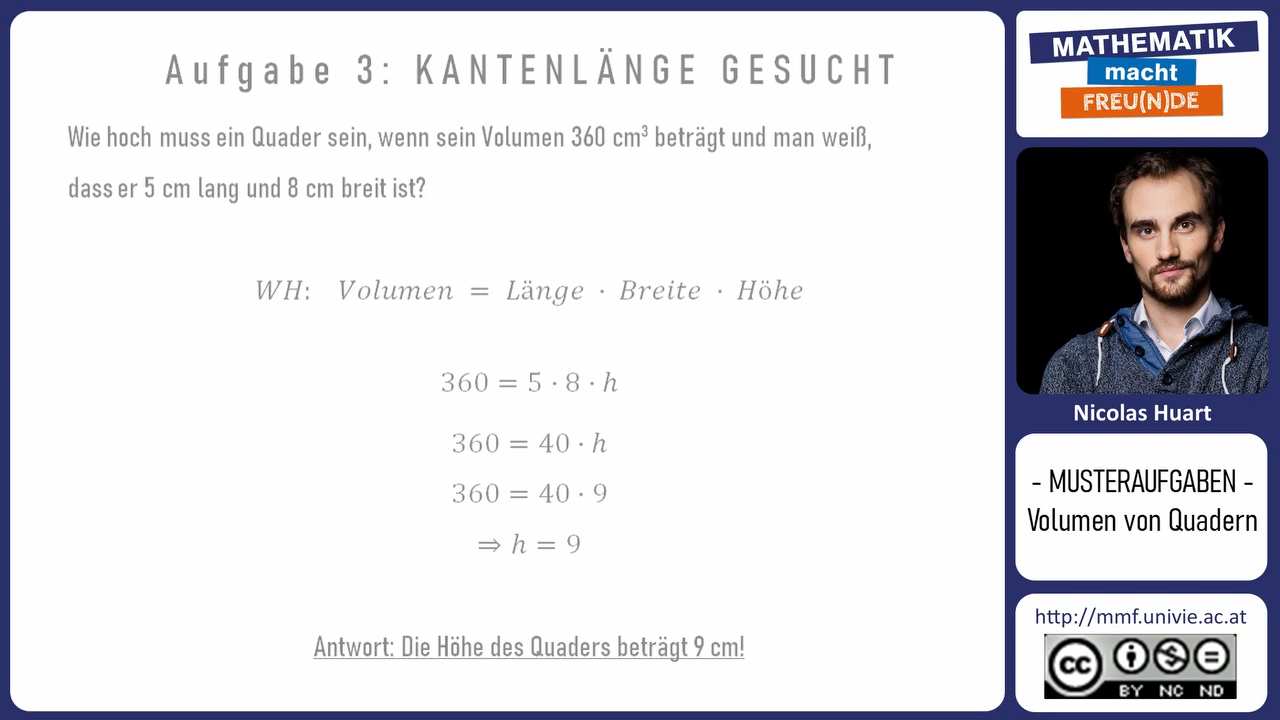 Aufgabe 3: KANTENLÄNGE GESUCHT
Wie hoch muss ein Quader sein, wenn sein Volumen 360 cm³ beträgt und man weiß,
dass er 5 cm lang und 8 cm breit ist?
WH: Volumen = Länge · Breite · Höhe
360 = 5 · 8 · h
360 = 40 · h
360 = 40 · 9
⇒ h = 9
Antwort: Die Höhe des Quaders beträgt 9 cm!
MATHEMATIK
macht
FREU(N)DE
Nicolas Huart
- MUSTERAUFGABEN -
Volumen von Quadern
http://mmf.univie.ac.at
cc
BY NC ND